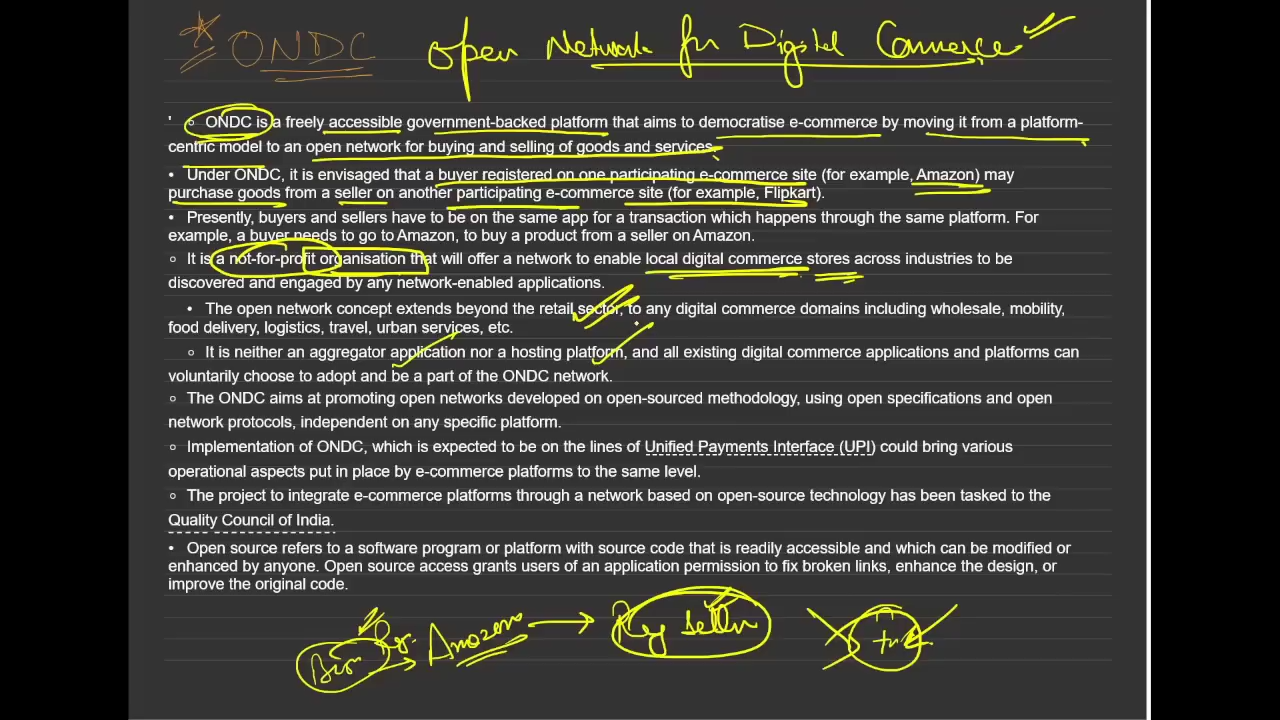 * ONDC open Network for Digital Commerce
' ○ ONDC is a freely accessible government-backed platform that aims to democratise e-commerce by moving it from a platform-
centric model to an open network for buying and selling of goods and services.
• Under ONDC, it is envisaged that a buyer registered on one participating e-commerce site (for example, Amazon) may
purchase goods from a seller on another participating e-commerce site (for example, Flipkart).
• Presently, buyers and sellers have to be on the same app for a transaction which happens through the same platform. For
example, a buyer needs to go to Amazon, to buy a product from a seller on Amazon.
○ It is a not-for-profit organisation that will offer a network to enable local digital commerce stores across industries to be
discovered and engaged by any network-enabled applications.
• The open network concept extends beyond the retail sector, to any digital commerce domains including wholesale, mobility,
food delivery, logistics, travel, urban services, etc.
○ It is neither an aggregator application nor a hosting platform, and all existing digital commerce applications and platforms can
voluntarily choose to adopt and be a part of the ONDC network.
○ The ONDC aims at promoting open networks developed on open-sourced methodology, using open specifications and open
network protocols, independent on any specific platform.
○ Implementation of ONDC, which is expected to be on the lines of Unified Payments Interface (UPI) could bring various
operational aspects put in place by e-commerce platforms to the same level.
○ The project to integrate e-commerce platforms through a network based on open-source technology has been tasked to the
Quality Council of India.
• Open source refers to a software program or platform with source code that is readily accessible and which can be modified or
enhanced by anyone. Open source access grants users of an application permission to fix broken links, enhance the design, or
improve the original code.
Amazon → Reg seller